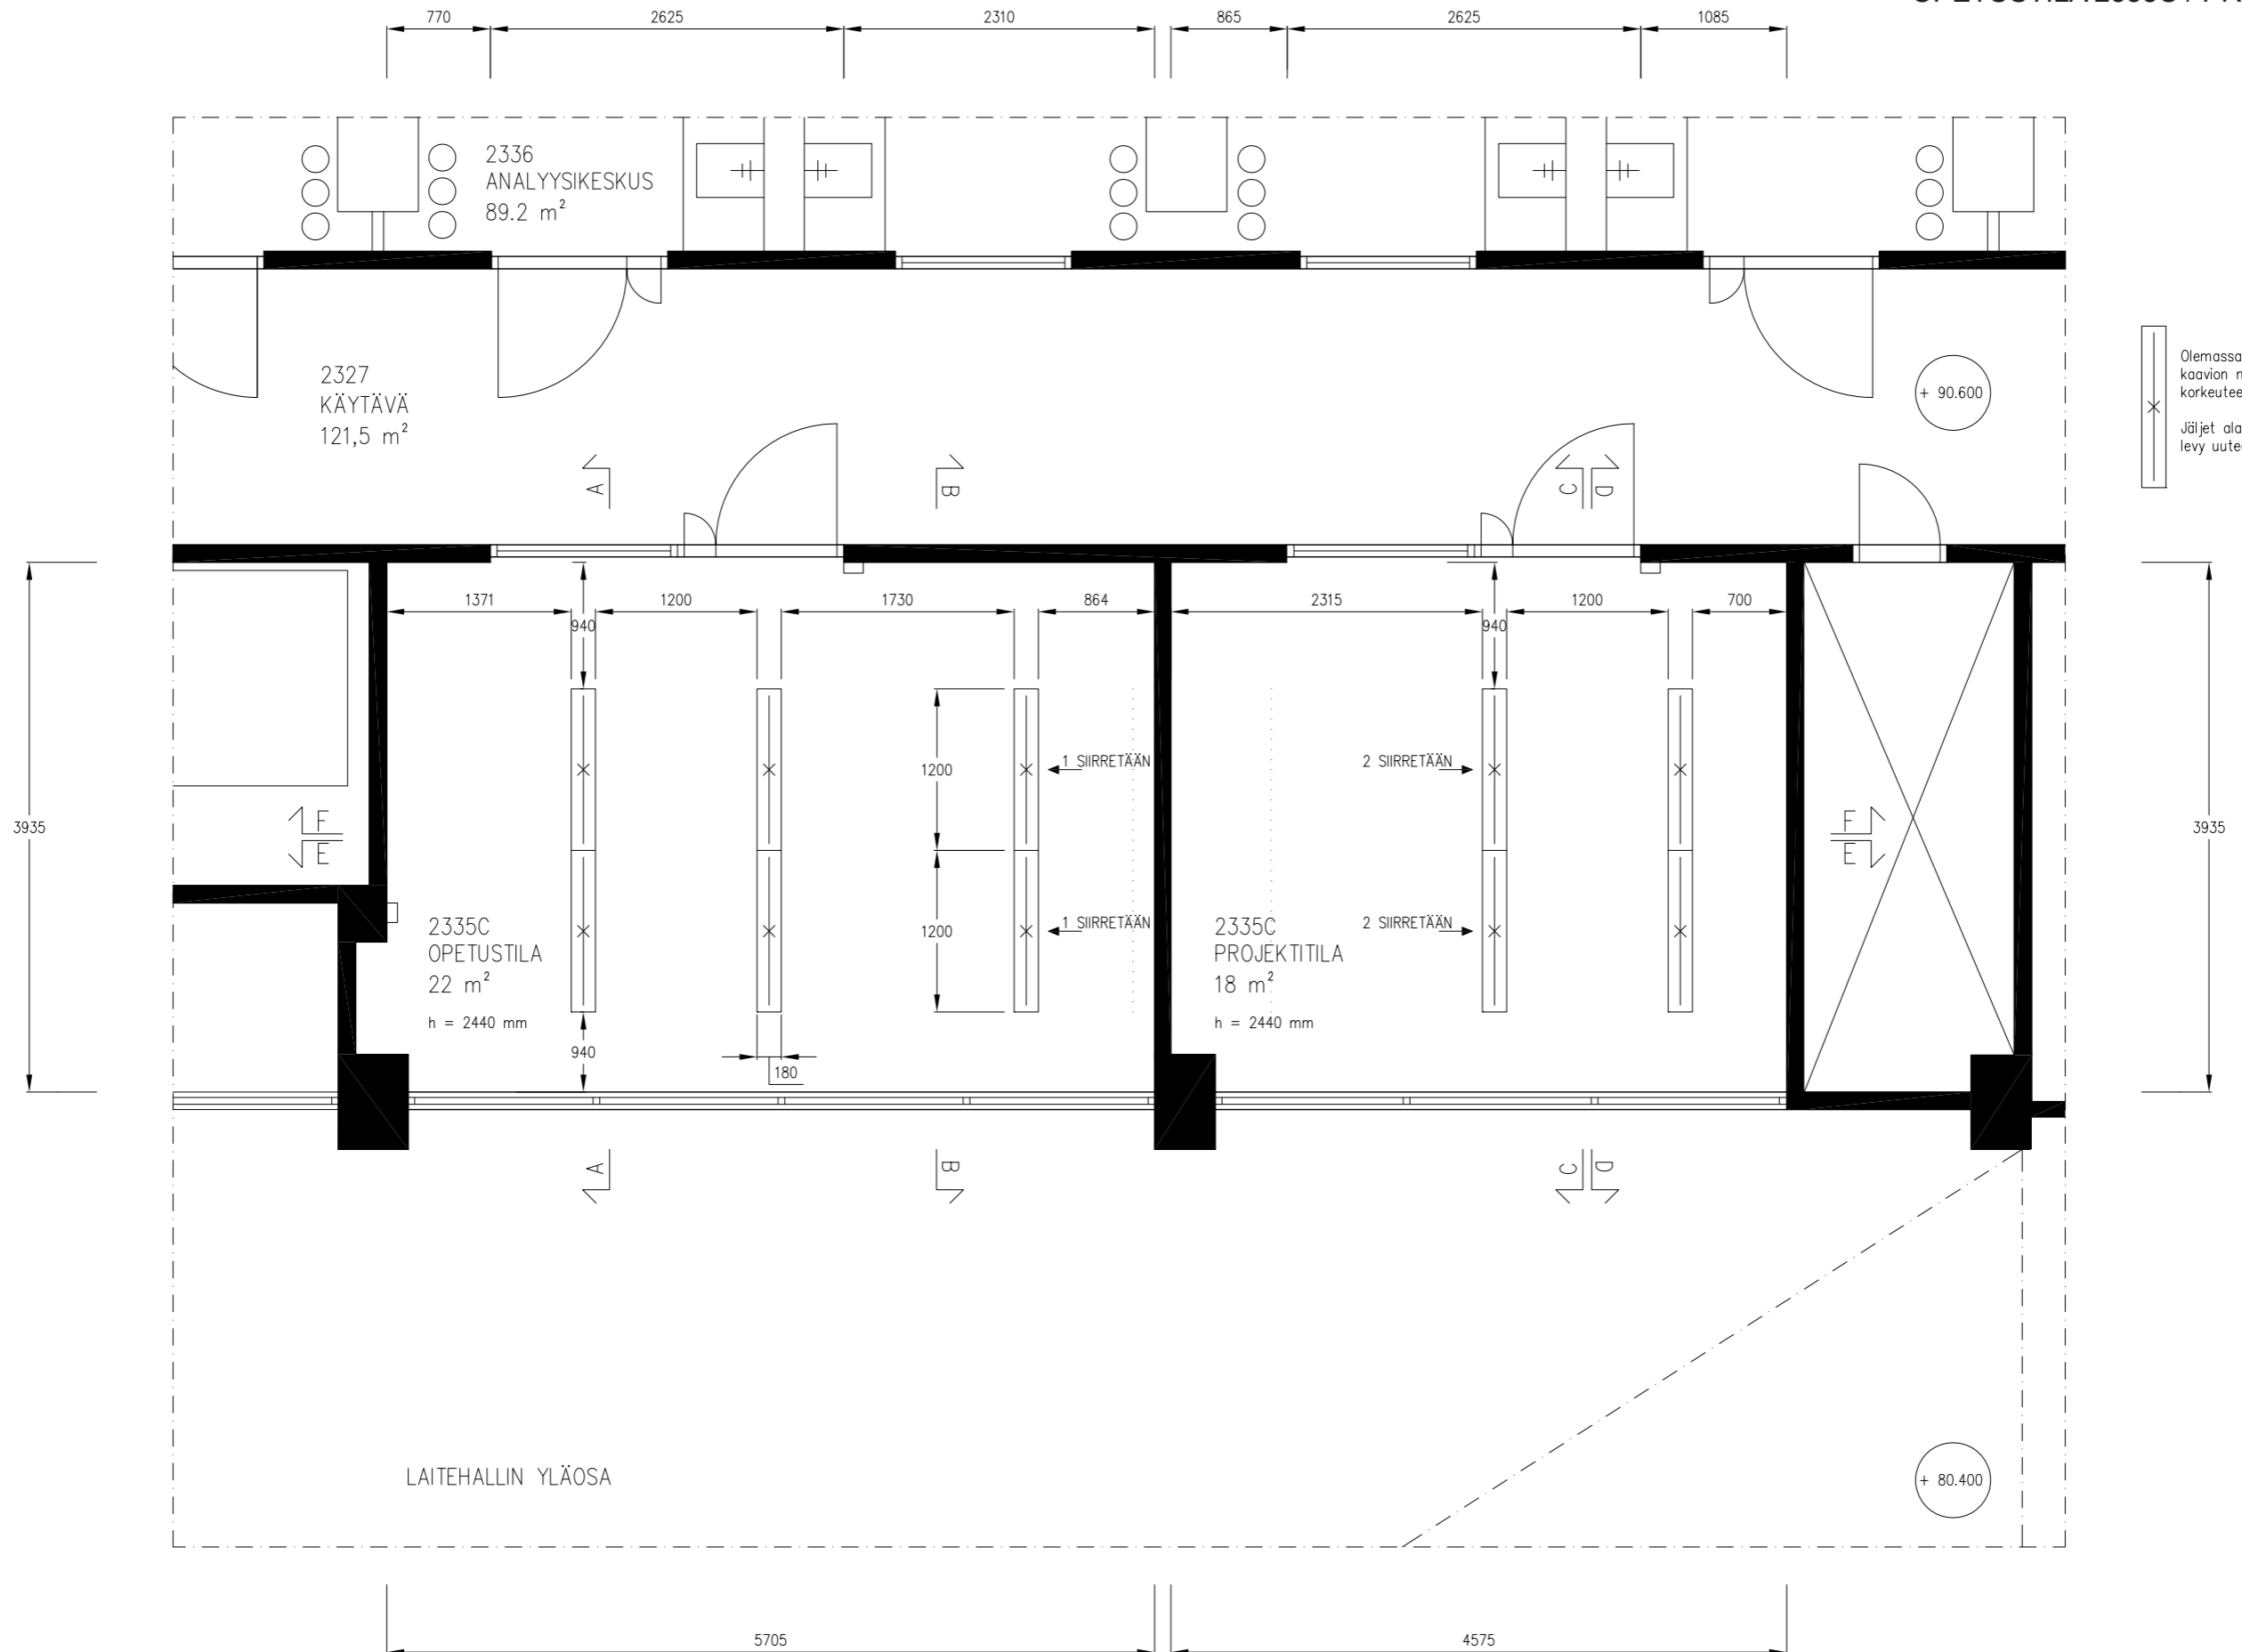 770
2625
2310
865
2625
1085
2336
ANALYYSIKESKUS
89.2 m²
2327
KÄYTÄVÄ
121,5 m²
+ 90.600
Olemassa
kaavion
Jäljet
levy
A
B
C
D
1371
1200
1730
864
2315
1200
700
940
940
1200
1 SIIRRETÄÄN
2 SIIRRETÄÄN
3935
3935
F
E
F
E
1200
1 SIIRRETÄÄN
2 SIIRRETÄÄN
2335C
OPETUSTILA
22 m²
h = 2440 mm
2335C
PROJEKTITILA
18 m²
h = 2440 mm
940
180
A
B
C
D
LAITEHALLIN YLÄOSA
+ 80.400
5705
4575